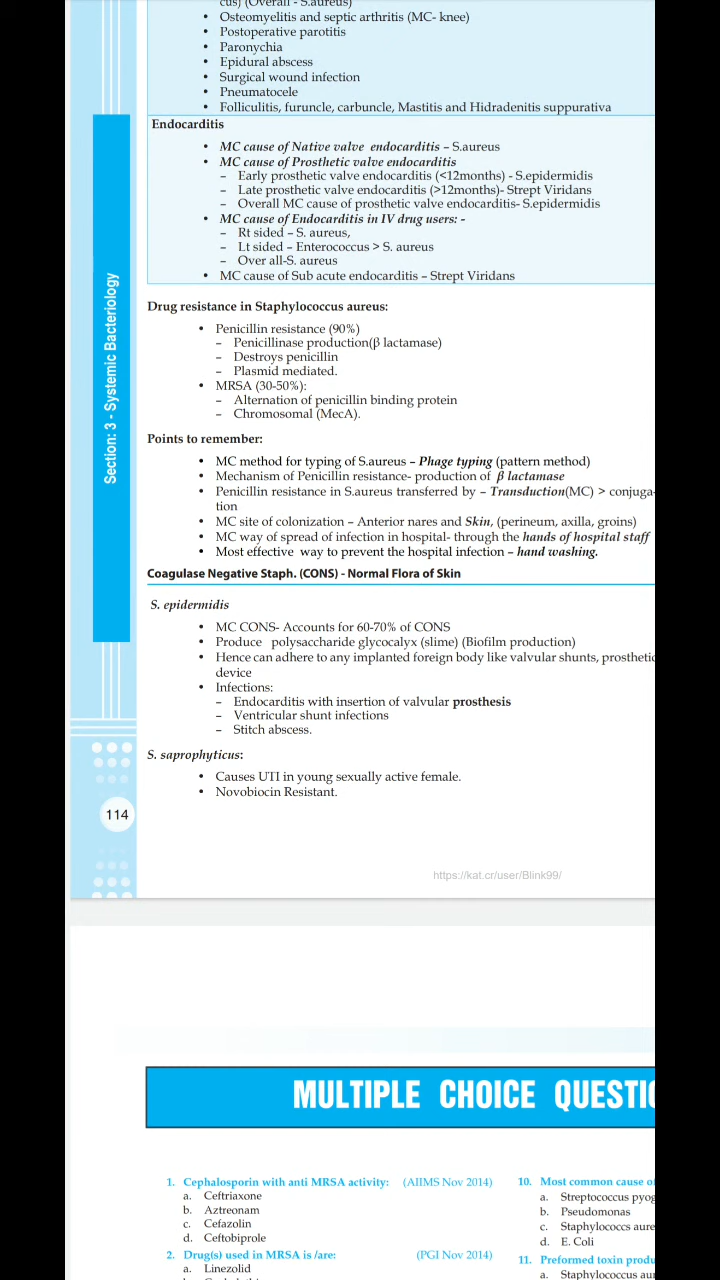 cus) (Overall - S.aureus)
• Osteomyelitis and septic arthritis (MC- knee)
• Postoperative parotitis
• Paronychia
• Epidural abscess
• Surgical wound infection
• Pneumatocele
• Folliculitis, furuncle, carbuncle, Mastitis and Hidradenitis suppurativa
Endocarditis
• MC cause of Native valve endocarditis – S.aureus
• MC cause of Prosthetic valve endocarditis
– Early prosthetic valve endocarditis (<12months) - S.epidermidis
– Late prosthetic valve endocarditis (>12months)- Strept Viridans
– Overall MC cause of prosthetic valve endocarditis- S.epidermidis
• MC cause of Endocarditis in IV drug users: -
– Rt sided – S. aureus,
– Lt sided – Enterococcus > S. aureus
– Over all-S. aureus
• MC cause of Sub acute endocarditis – Strept Viridans
Drug resistance in Staphylococcus aureus:
• Penicillin resistance (90%)
– Penicillinase production(β lactamase)
– Destroys penicillin
– Plasmid mediated.
• MRSA (30-50%):
– Alternation of penicillin binding protein
– Chromosomal (MecA).
Points to remember:
• MC method for typing of S.aureus – Phage typing (pattern method)
• Mechanism of Penicillin resistance- production of β lactamase
• Penicillin resistance in S.aureus transferred by – Transduction(MC) > conjuga-
tion
• MC site of colonization – Anterior nares and Skin, (perineum, axilla, groins)
• MC way of spread of infection in hospital- through the hands of hospital staff
• Most effective way to prevent the hospital infection – hand washing.
Coagulase Negative Staph. (CONS) - Normal Flora of Skin
S. epidermidis
• MC CONS- Accounts for 60-70% of CONS
• Produce polysaccharide glycocalyx (slime) (Biofilm production)
• Hence can adhere to any implanted foreign body like valvular shunts, prosthetic
device
• Infections:
– Endocarditis with insertion of valvular prosthesis
– Ventricular shunt infections
– Stitch abscess.
S. saprophyticus:
• Causes UTI in young sexually active female.
• Novobiocin Resistant.
Section: 3 - Systemic Bacteriology
114
https://kat.cr/user/Blink99/
MULTIPLE CHOICE QUESTIO
1. Cephalosporin with anti MRSA activity: (AIIMS Nov 2014)
a. Ceftriaxone
b. Aztreonam
c. Cefazolin
d. Ceftobiprole
2. Drug(s) used in MRSA is /are: (PGI Nov 2014)
a. Linezolid
10. Most common cause of
a. Streptococcus pyog
b. Pseudomonas
c. Staphylococcs aure
d. E. Coli
11. Preformed toxin produ
a. Staphylococcus au